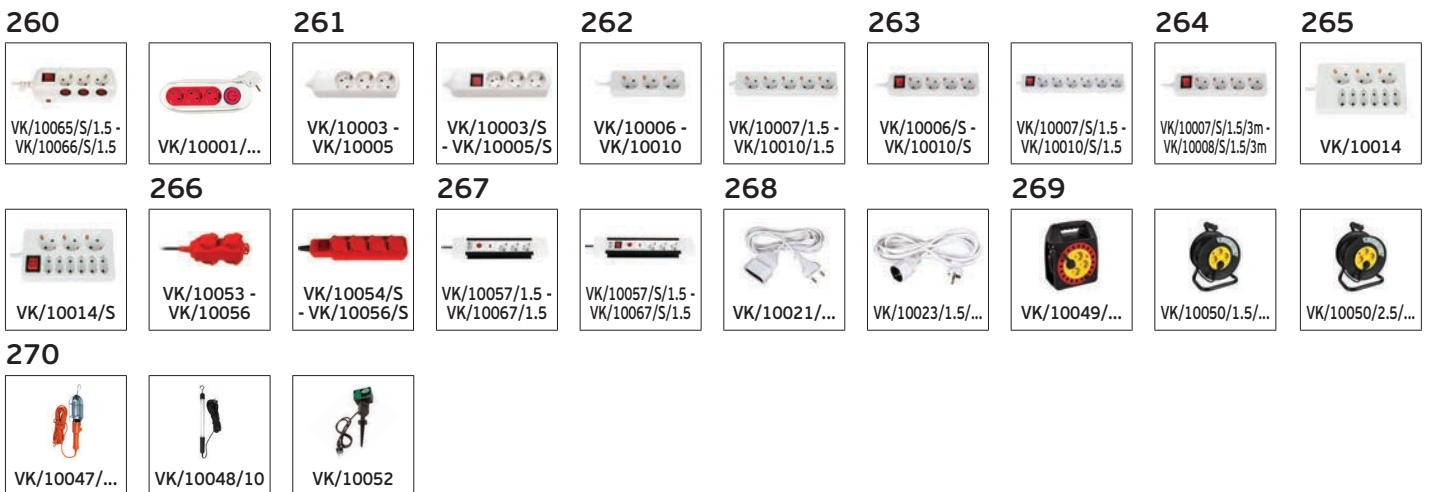 260
261
262
263
264
265
VK/10065/S/1.5 -
VK/10066/S/1.5
VK/10001/...
VK/10003 -
VK/10005
VK/10003/S
- VK/10005/S
VK/10006 -
VK/10010
VK/10007/1.5 -
VK/10010/1.5
VK/10006/S -
VK/10010/S
VK/10007/S/1.5 -
VK/10010/S/1.5
VK/10007/S/1.5/3m -
VK/10008/S/1.5/3m
VK/10014
266
267
268
269
VK/10014/S
VK/10053 -
VK/10056
VK/10054/S
- VK/10056/S
VK/10057/1.5 -
VK/10067/1.5
VK/10057/S/1.5 -
VK/10067/S/1.5
VK/10021/...
VK/10023/1.5/...
VK/10049/...
VK/10050/1.5/...
VK/10050/2.5/...
270
VK/10047/...
VK/10048/10
VK/10052